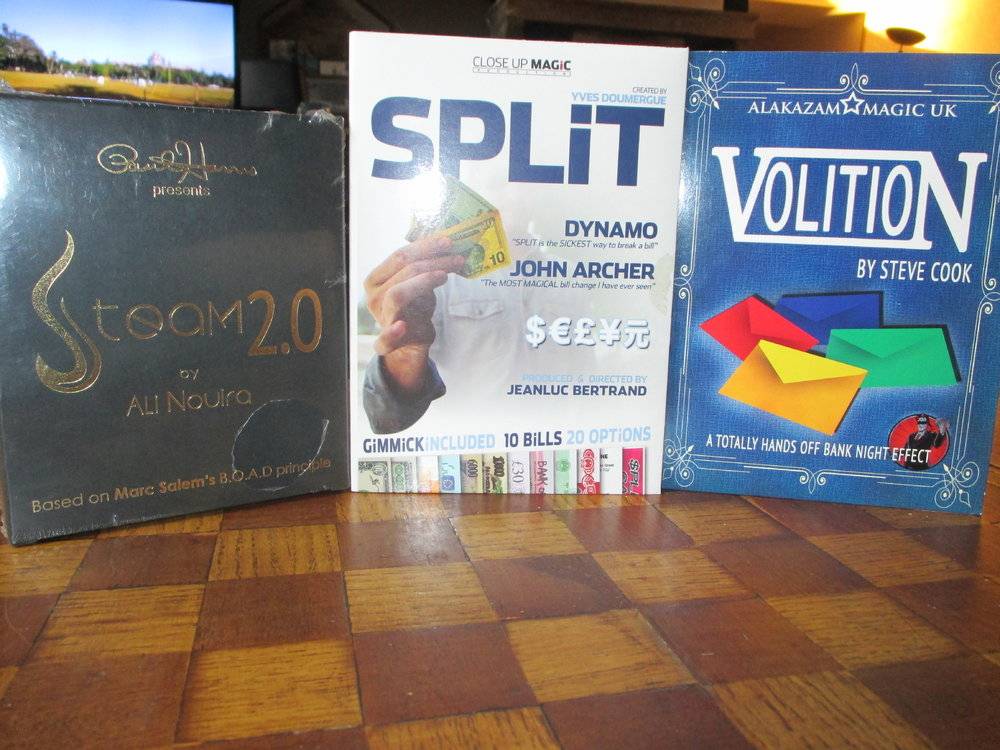 Paul Harris
presents
Steam 2.0
by
Ali Nouira
Based on Marc Salem's B.O.A.D principle
CLOSE UP MAGiC
CREATED BY
YVES DOUMERGUE
SPLiT
10
DYNAMO
"SPLIT is the SICKEST way to break a bill"
JOHN ARCHER
"The MOST MAGICAL bill change I have ever seen"
$€£¥元
PRODUCED & DIRECTED BY
JEANLUC BERTRAND
GiMMiCK iNCLUDED 10 BiLLS 20 OPTiONS
ALAKAZAM MAGIC UK
VOLITION
BY STEVE COOK
A TOTALLY HANDS OFF BANK NIGHT EFFECT